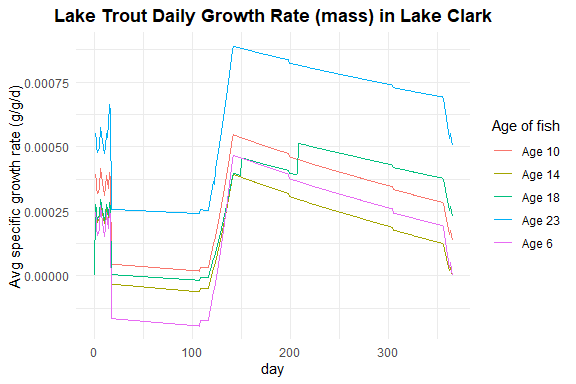 Lake Trout Daily Growth Rate (mass) in Lake Clark
Avg specific growth rate (g/g/d)
0.00075
0.00050
0.00025
0.00000
0
100
200
300
day
Age of fish
Age 10
Age 14
Age 18
Age 23
Age 6